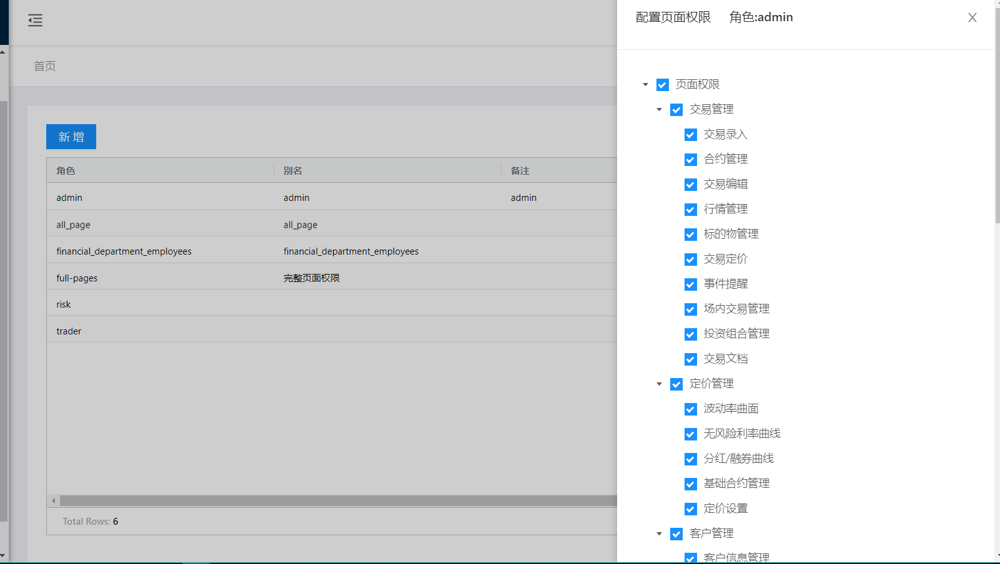 首页
新 增
角色 别名 备注
admin admin admin
all_page all_page
financial_department_employees financial_department_employees
full-pages 完整页面权限
risk
trader
Total Rows: 6
配置页面权限 角色:admin
页面权限
交易管理
交易录入
合约管理
交易编辑
行情管理
标的物管理
交易定价
事件提醒
场内交易管理
投资组合管理
交易文档
定价管理
波动率曲面
无风险利率曲线
分红/融券曲线
基础合约管理
定价设置
客户管理
客户信息管理